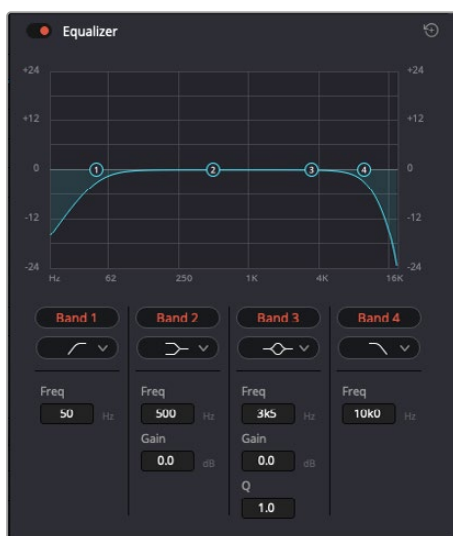 Equalizer
+24 +24
+12 +12
0 1 2 3 4 0
-12 -12
-24 -24
Hz 62 250 1K 4K 16K
Band 1 Band 2 Band 3 Band 4
Freq Freq Freq Freq
50 Hz 500 Hz 3k5 Hz 10k0 Hz
Gain Gain
0.0 dB 0.0 dB
Q
1.0